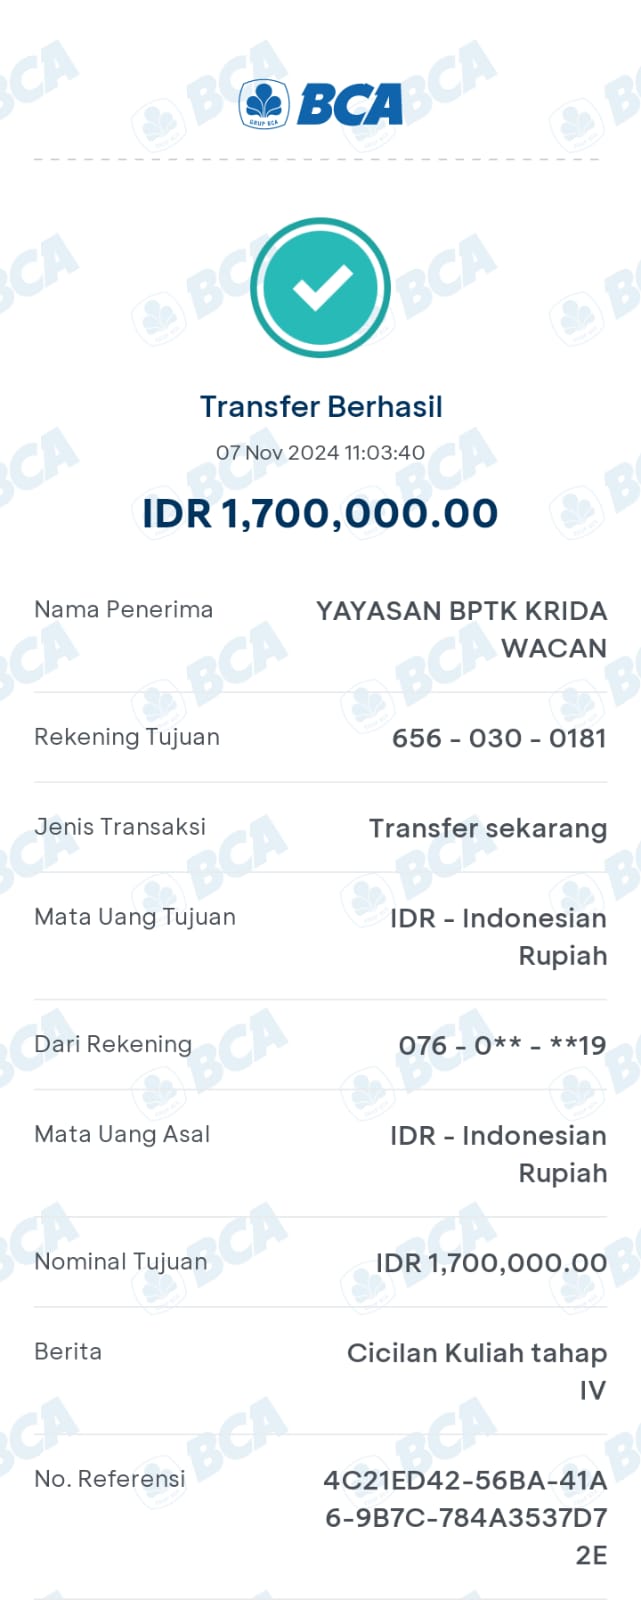 BCA
GRUP BCA
Transfer Berhasil
07 Nov 2024 11:03:40
IDR 1,700,000.00
Nama Penerima
YAYASAN BPTK KRIDA
WACAN
Rekening Tujuan
656 - 030 - 0181
Jenis Transaksi
Transfer sekarang
Mata Uang Tujuan
IDR - Indonesian
Rupiah
Dari Rekening
076 - 0** - **19
Mata Uang Asal
IDR - Indonesian
Rupiah
Nominal Tujuan
IDR 1,700,000.00
Berita
Cicilan Kuliah tahap
IV
No. Referensi
4C21ED42-56BA-41A
6-9B7C-784A3537D7
2E